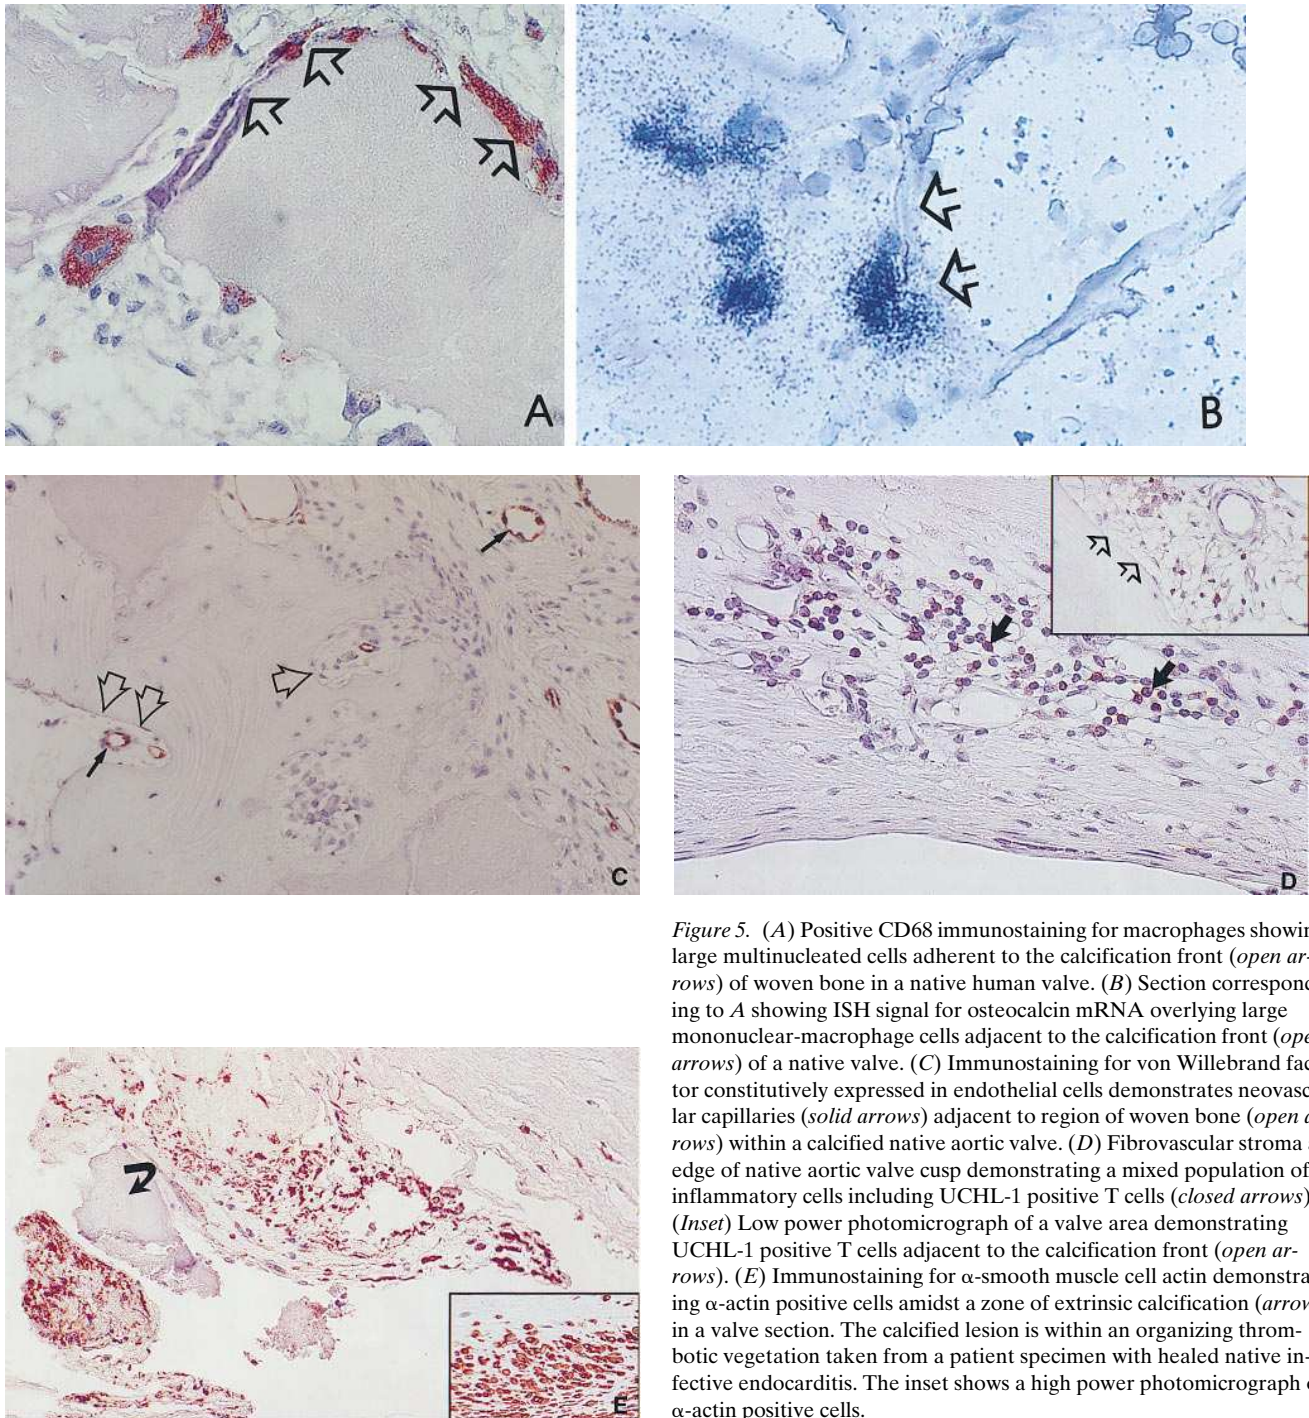 A
B
C
D
Figure 5. (A) Positive CD68 immunostaining for macrophages
large multinucleated cells adherent to the calcification front (open ar-
rows) of woven bone in a native human valve. (B) Section
ing to A showing ISH signal for osteocalcin mRNA overlying large
mononuclear-macrophage cells adjacent to the calcification front
arrows) of a native valve. (C) Immunostaining for von Willebrand
tor constitutively expressed in endothelial cells demonstrates
lar capillaries (solid arrows) adjacent to region of woven bone (open
rows) within a calcified native aortic valve. (D) Fibrovascular stroma
edge of native aortic valve cusp demonstrating a mixed population of
inflammatory cells including UCHL-1 positive T cells (closed arrows)
(Inset) Low power photomicrograph of a valve area demonstrating
UCHL-1 positive T cells adjacent to the calcification front (open ar-
rows). (E) Immunostaining for α-smooth muscle cell actin
ing α-actin positive cells amidst a zone of extrinsic calcification
in a valve section. The calcified lesion is within an organizing throm-
botic vegetation taken from a patient specimen with healed native in-
fective endocarditis. The inset shows a high power photomicrograph
α-actin positive cells.
E